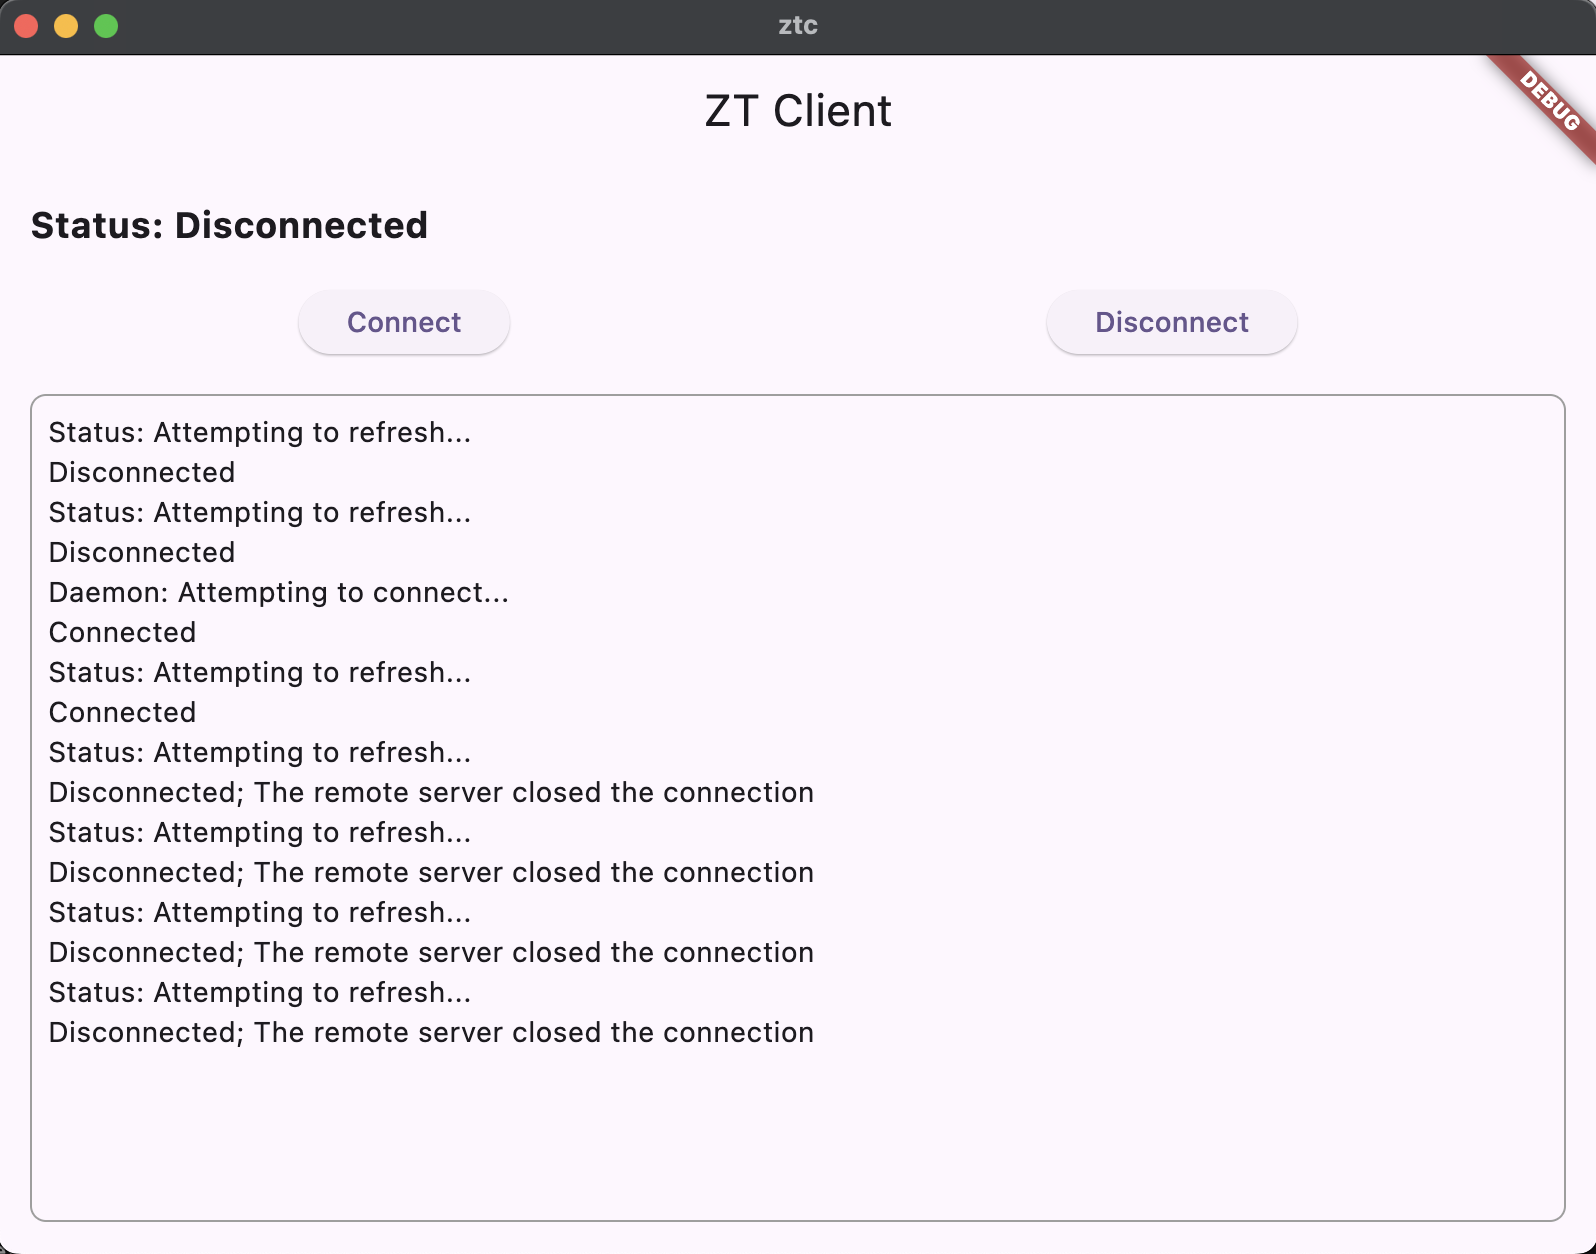 ztc
DEBUG
ZT Client
Status: Disconnected
Connect
Disconnect
Status: Attempting to refresh...
Disconnected
Status: Attempting to refresh...
Disconnected
Daemon: Attempting to connect...
Connected
Status: Attempting to refresh...
Connected
Status: Attempting to refresh...
Disconnected; The remote server closed the connection
Status: Attempting to refresh...
Disconnected; The remote server closed the connection
Status: Attempting to refresh...
Disconnected; The remote server closed the connection
Status: Attempting to refresh...
Disconnected; The remote server closed the connection